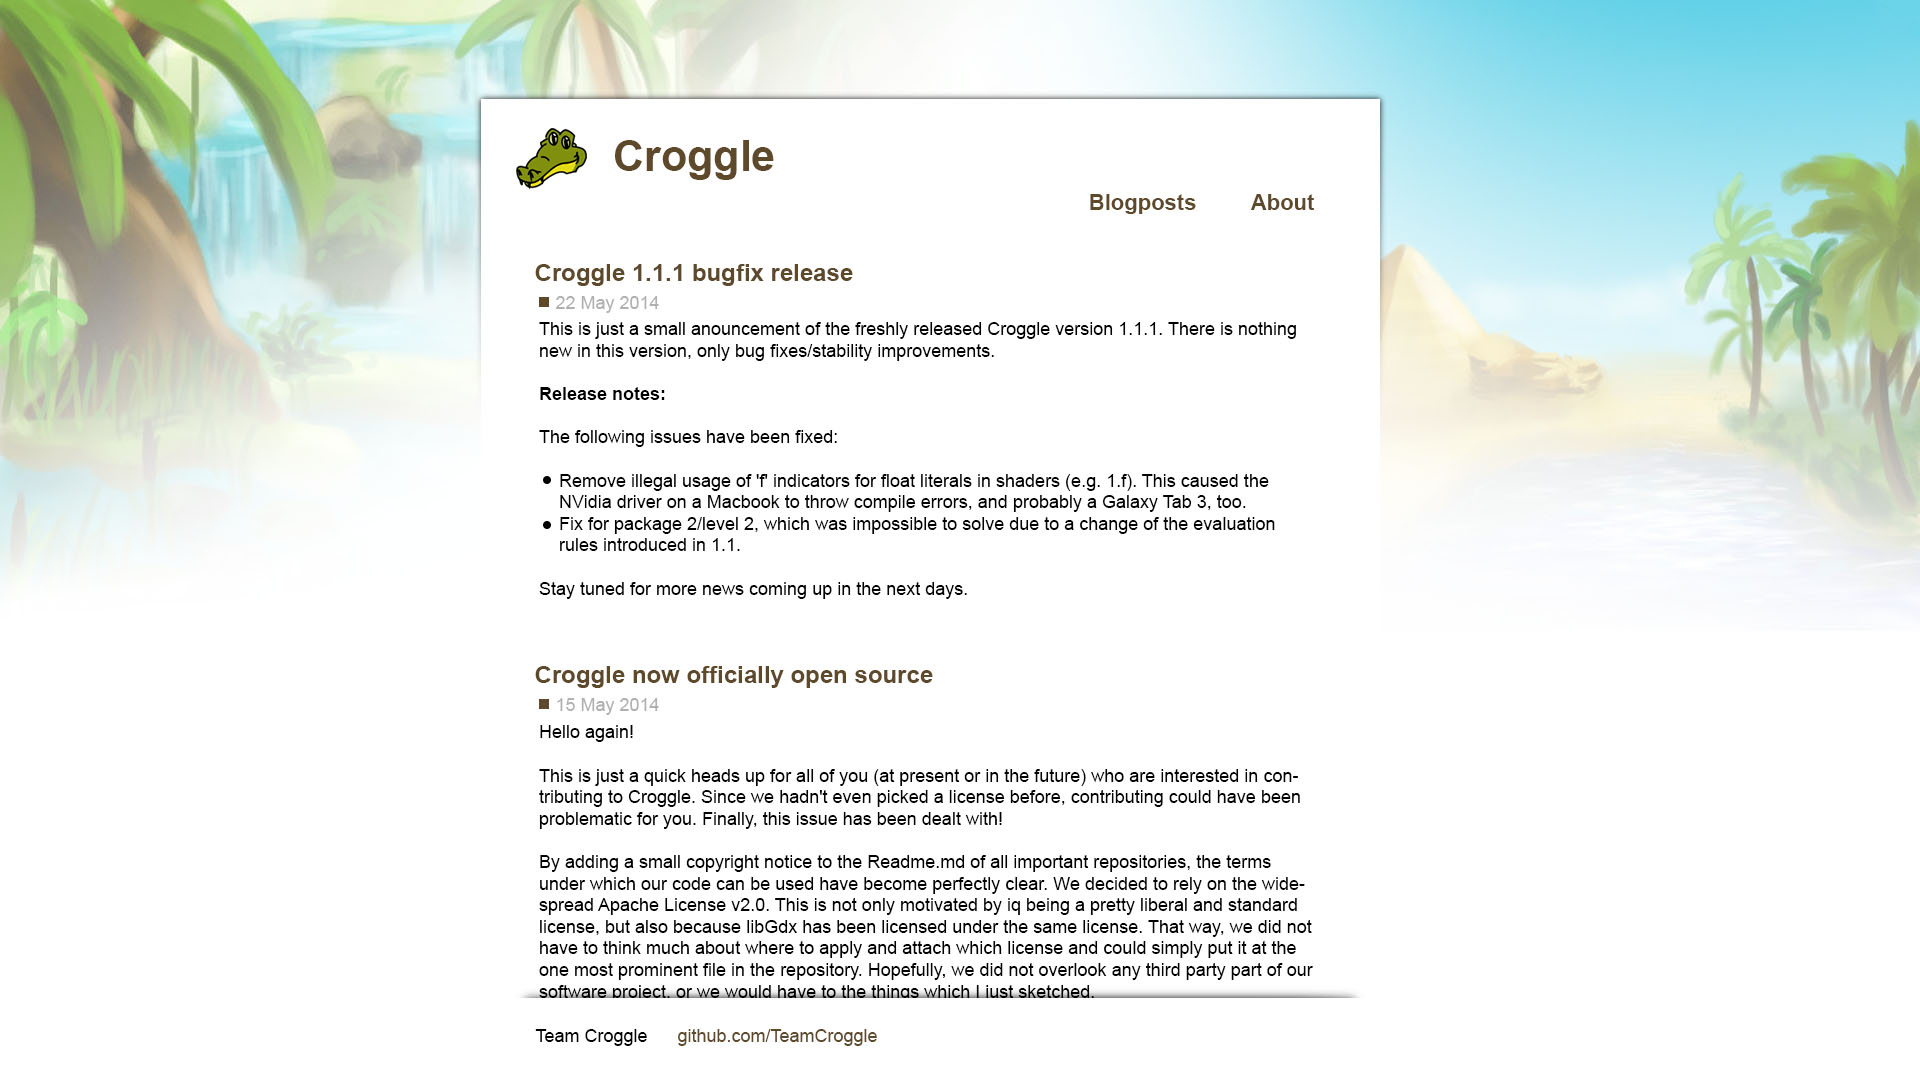 Croggle
Blogposts About
Croggle 1.1.1 bugfix release
22 May 2014
This is just a small anouncement of the freshly released Croggle version 1.1.1. There is nothing
new in this version, only bug fixes/stability improvements.
Release notes:
The following issues have been fixed:
Remove illegal usage of 'f' indicators for float literals in shaders (e.g. 1.f). This caused the
NVidia driver on a Macbook to throw compile errors, and probably a Galaxy Tab 3, too.
Fix for package 2/level 2, which was impossible to solve due to a change of the evaluation
rules introduced in 1.1.
Stay tuned for more news coming up in the next days.
Croggle now officially open source
15 May 2014
Hello again!
This is just a quick heads up for all of you (at present or in the future) who are interested in con-
tributing to Croggle. Since we hadn't even picked a license before, contributing could have been
problematic for you. Finally, this issue has been dealt with!
By adding a small copyright notice to the Readme.md of all important repositories, the terms
under which our code can be used have become perfectly clear. We decided to rely on the wide-
spread Apache License v2.0. This is not only motivated by iq being a pretty liberal and standard
license, but also because libGdx has been licensed under the same license. That way, we did not
have to think much about where to apply and attach which license and could simply put it at the
one most prominent file in the repository. Hopefully, we did not overlook any third party part of our
software project, or we would have to the things which I just sketched.
Team Croggle github.com/TeamCroggle